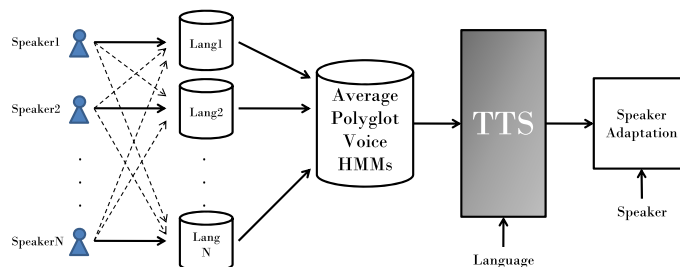 Speaker1
Lang1
Speaker2
Lang2
Average
Polyglot
Voice
HMMs
TTS
Speaker
Adaptation
SpeakerN
Lang
N
Speaker
Language